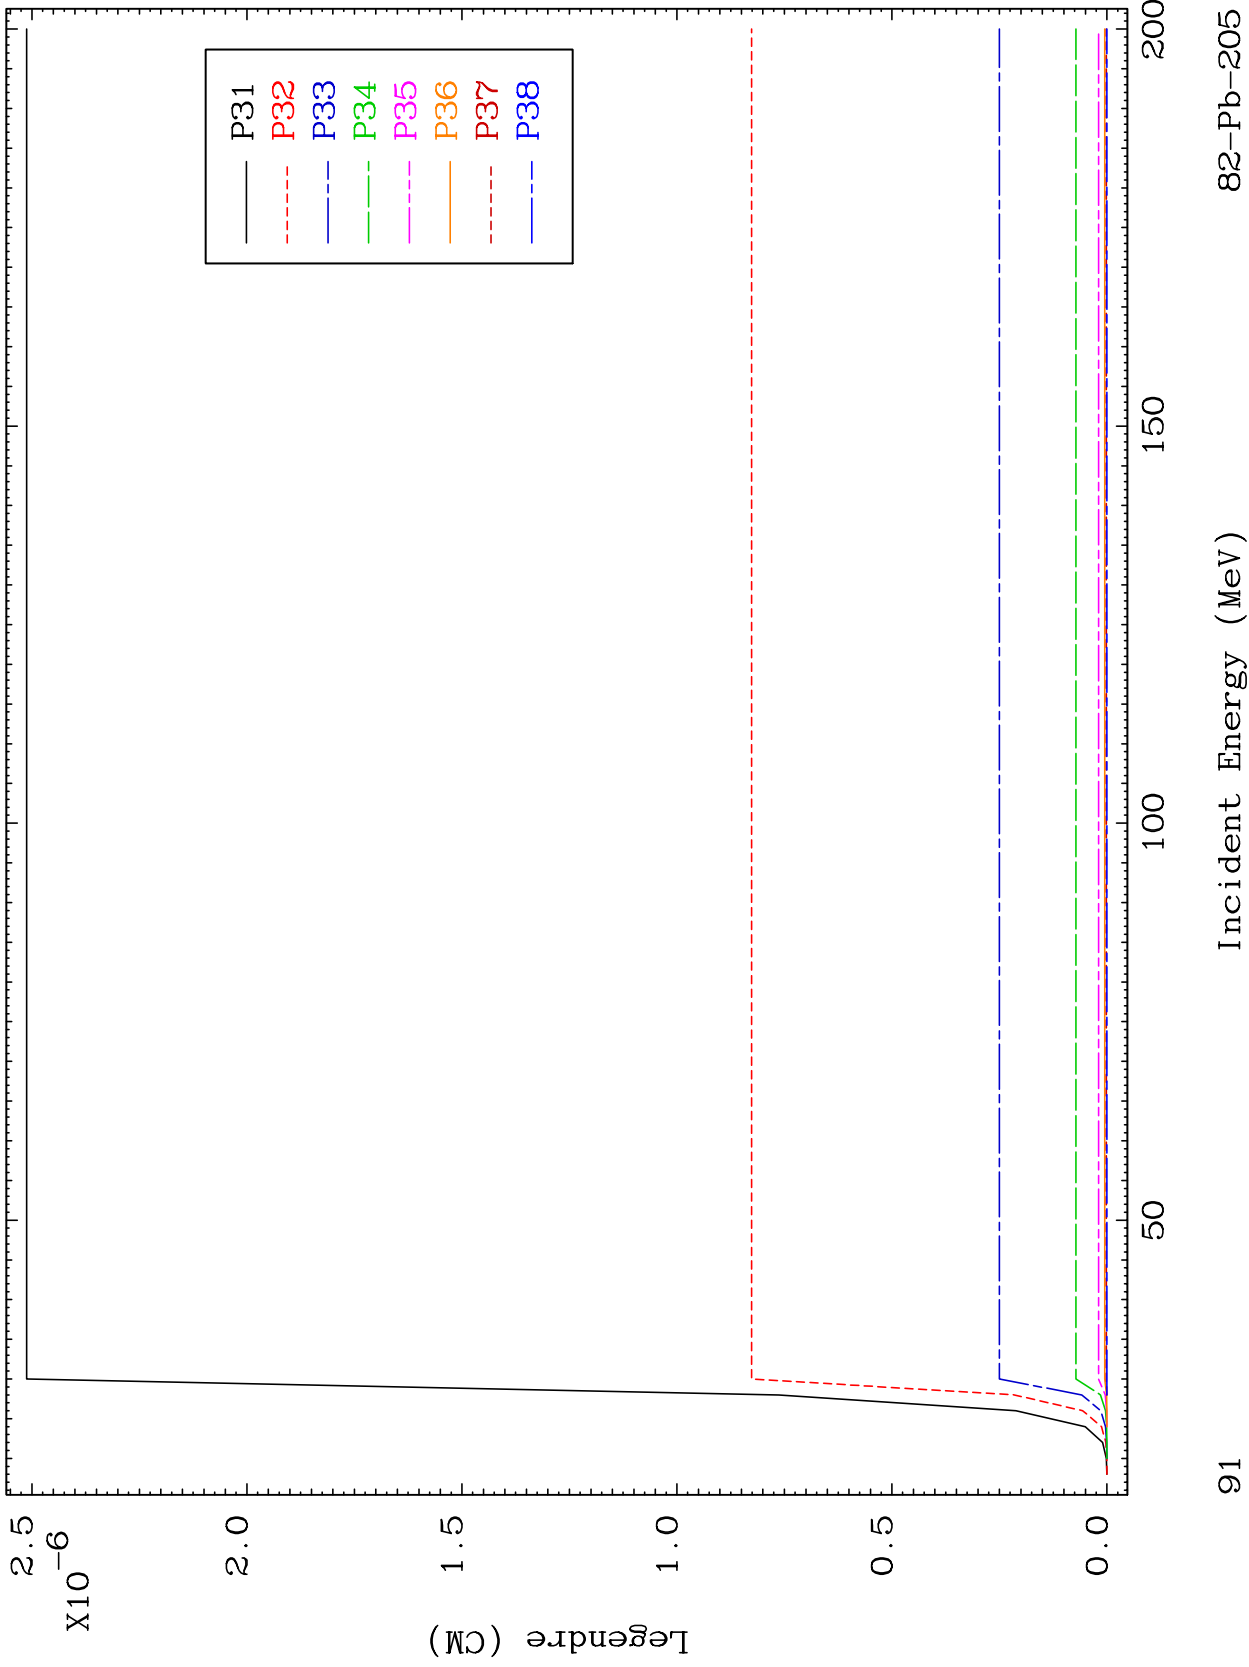 P31
P32
P33
P34
P35
P36
P37
P38
2.5
X10-6
2.0
1.5
1.0
0.5
0.0
Legendre (CM)
50
100
150
200
Incident Energy (MeV)
91
82-Pb-205